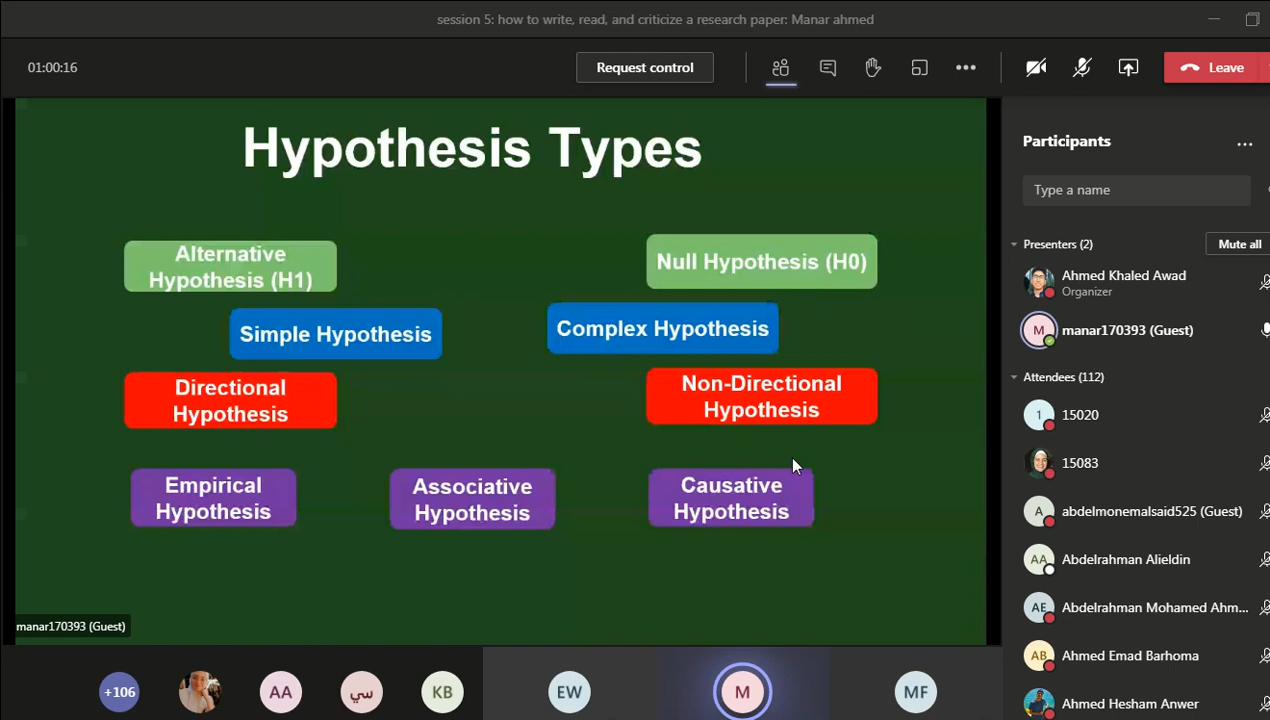 session 5: how to write, read, and criticize a research paper: Manar ahmed
01:00:16
Request control
Leave
Hypothesis Types
Alternative
Hypothesis (H1)
Null Hypothesis (H0)
Simple Hypothesis
Complex Hypothesis
Directional
Hypothesis
Non-Directional
Hypothesis
Empirical
Hypothesis
Associative
Hypothesis
Causative
Hypothesis
manar170393 (Guest)
Participants
Type a name
Presenters (2)
Mute all
Ahmed Khaled Awad
Organizer
M
manar170393 (Guest)
Attendees (112)
1
15020
15083
A
abdelmonemalsaid525 (Guest)
AA
Abdelrahman Alieldin
AE
Abdelrahman Mohamed Ahm...
AB
Ahmed Emad Barhoma
Ahmed Hesham Anwer
+106
AA
سي
KB
EW
M
MF